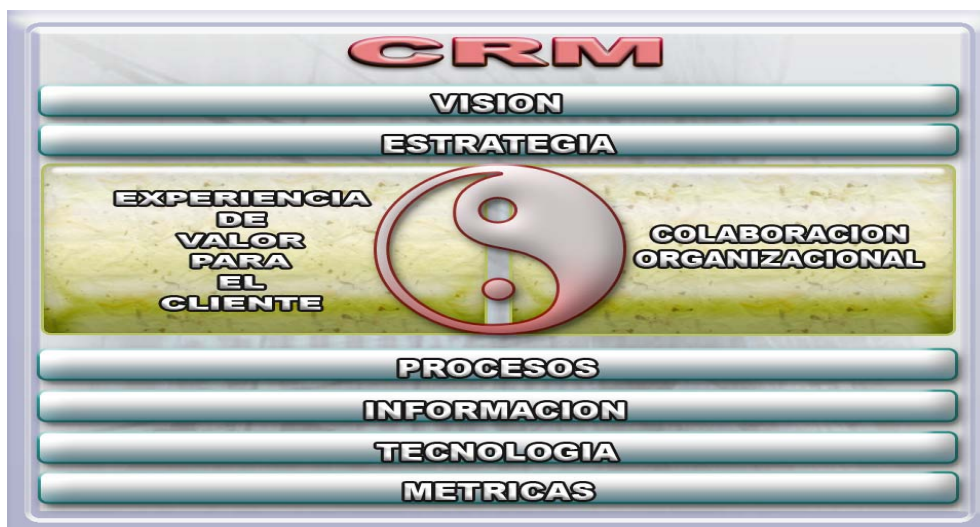 CRM
VISION
ESTRATEGIA
EXPERIENCIA
DE
VALOR
PARA
EL
CLIENTE
COLABORACION
ORGANIZACIONAL
PROCESOS
INFORMACION
TECNOLOGIA
METRICAS